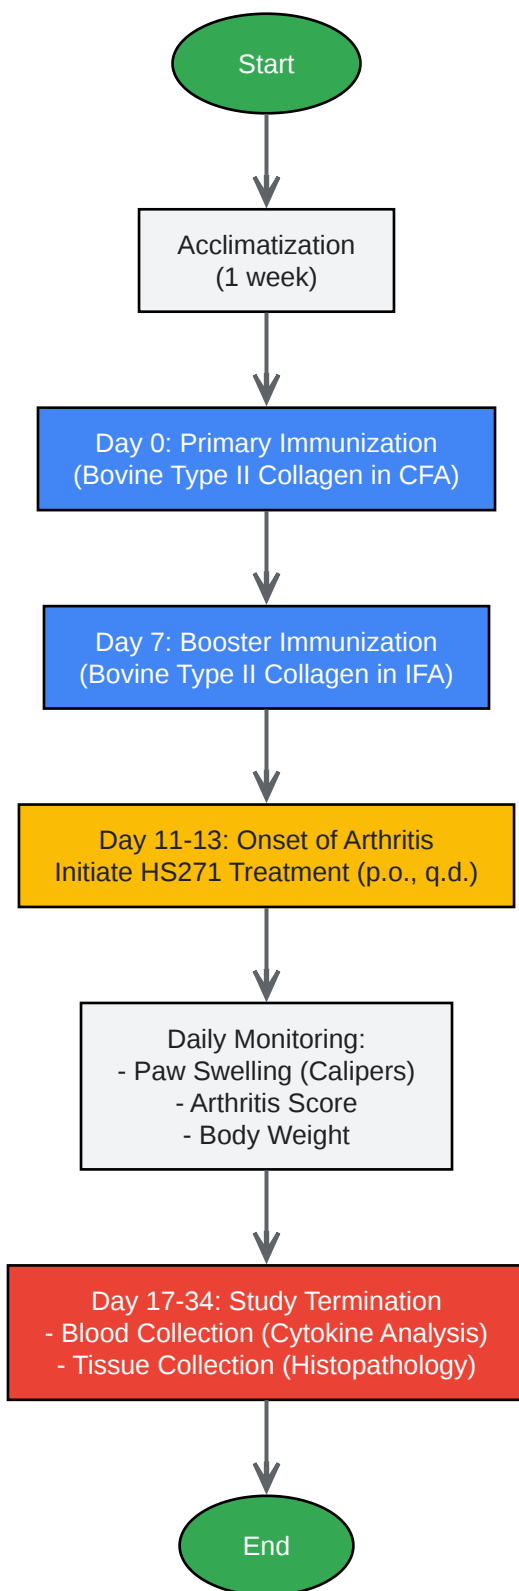 Start
Acclimatization
(1 week)
Day 0: Primary Immunization
(Bovine Type II Collagen in CFA)
Day 7: Booster Immunization
(Bovine Type II Collagen in IFA)
Day 11-13: Onset of Arthritis
Initiate HS271 Treatment (p.o., q.d.)
Daily Monitoring:
- Paw Swelling (Calipers)
- Arthritis Score
- Body Weight
Day 17-34: Study Termination
- Blood Collection (Cytokine Analysis)
- Tissue Collection (Histopathology)
End